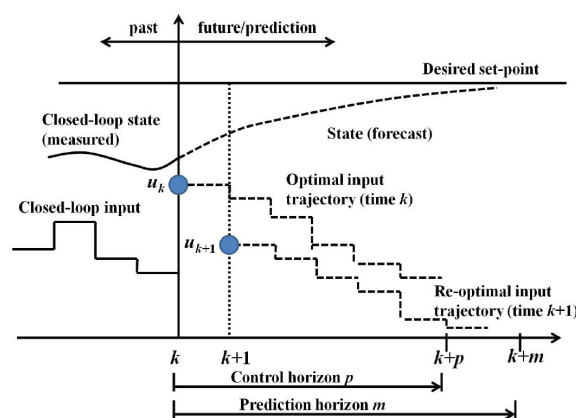 past future/prediction
Desired set-point
Closed-loop state
(measured)
State (forecast)
u_k
Optimal input
trajectory (time k)
Closed-loop input
u_{k+1}
Re-optimal input
trajectory (time k+1)
k k+1 k+p k+m
Control horizon p
Prediction horizon m